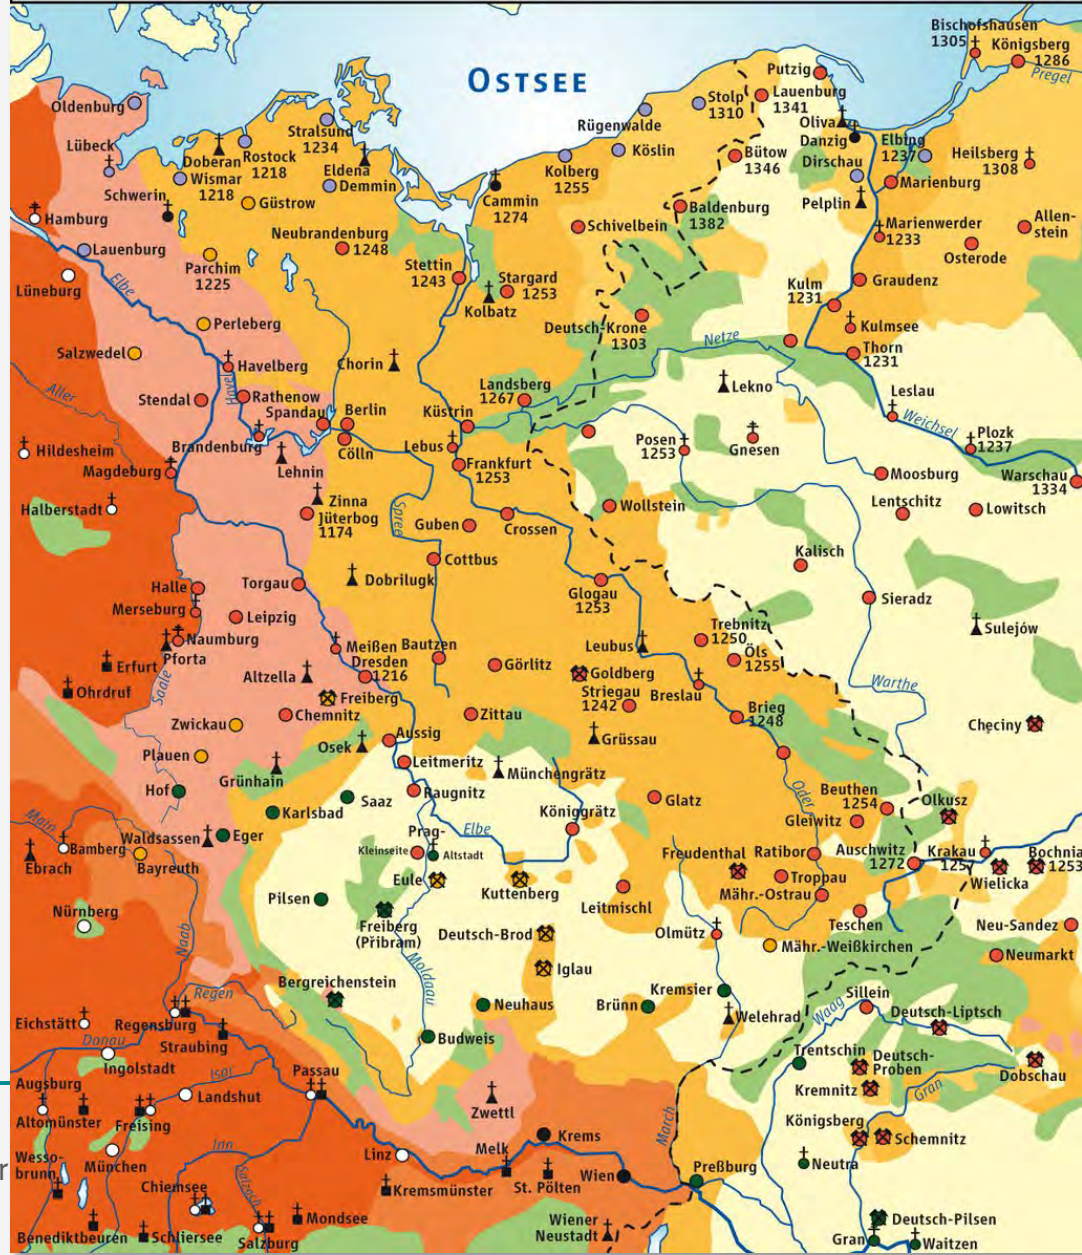 OSTSEE
Bischofshausen
1305
Königsberg
1286
Pregel
Putzig
Lauenburg
1341
Oldenburg
Stolp
1310
Stralsund
1234
Rügenwalde
Oliva
Danzig
Elbing
1237
Lübeck
Doberan
Rostock
1218
Eldena
Köslin
Bütow
1346
Dirschau
Heilsberg
1308
Wismar
1218
Demmin
Kolberg
1255
Marienburg
Schwerin
Güstrow
Cammin
1274
Baldenburg
1382
Pelplin
Hamburg
Schivelbein
Marienwerder
1233
Allen-
stein
Neubrandenburg
1248
Osterode
Lauenburg
Parchim
1225
Stettin
1243
Stargard
1253
Graudenz
Lüneburg
Elbe
Kolbatz
Kulm
1231
Deutsch-Krone
1303
Kulmsee
Perleberg
Netze
Thorn
1231
Salzwedel
Havelberg
Chorin
Aller
Havel
Landsberg
1267
Lekno
Leslau
Stendal
Rathenow
Spandau
Berlin
Küstrin
Weichsel
Hildesheim
Brandenburg
Cölln
Lebus
Posen
1253
Gnesen
Plozk
1237
Magdeburg
Lehnin
Frankfurt
1253
Moosburg
Warschau
1334
Halberstadt
Zinna
Jüterbog
1174
Spree
Guben
Crossen
Wollstein
Lentschitz
Lowitsch
Cottbus
Kalisch
Halle
Torgau
Dobrilugk
Glogau
1253
Sieradz
Merseburg
Leipzig
Trebnitz
1250
Sulejów
Naumburg
Pforta
Meißen
Bautzen
Leubus
Öls
1255
Erfurt
Dresden
1216
Görlitz
Goldberg
Altzella
Striegau
1242
Breslau
Warthe
Ohrdruf
Saale
Freiberg
Brieg
1248
Zwickau
Chemnitz
Zittau
Chęciny
Aussig
Osek
Grüssau
Plauen
Leitmeritz
Grünhain
Münchengrätz
Hof
Saaz
Raugnitz
Glatz
Oder
Beuthen
1254
Olkusz
Karlsbad
Königgrätz
Gleiwitz
Main
Waldsassen
Eger
Prag-
Kleinseite
Altstadt
Elbe
Bamberg
Freudenthal
Ratibor
Auschwitz
1272
Krakau
1257
Bochnia
1253
Ebrach
Bayreuth
Eule
Kuttenberg
Troppau
Wielicka
Pilsen
Mähr.-Ostrau
Nürnberg
Freiberg
(Přibram)
Leitmischl
Teschen
Neu-Sandez
Deutsch-Brod
Olmütz
Naab
Mähr.-Weißkirchen
Neumarkt
Moldaau
Iglau
Bergreichenstein
Kremsier
Regen
Neuhaus
Brünn
Sillein
Eichstätt
Regensburg
Waag
Deutsch-Liptsch
Welehrad
Straubing
Budweis
Donau
Trentschin
Deutsch-
Proben
Ingolstadt
Isar
Passau
Dobschau
Augsburg
Kremnitz
Gran
Landshut
Zwettl
Altomünster
Freising
Königsberg
Schemnitz
March
Krems
Inn
Wesso-
brunn
München
Linz
Melk
Neutra
Salzach
Chiemsee
St. Pölten
Wien
Preßburg
Kremsmünster
Mondsee
Wiener
Neustadt
Deutsch-Pilsen
Benediktbeuren
Schliersee
Salzburg
Gran
Waitzen